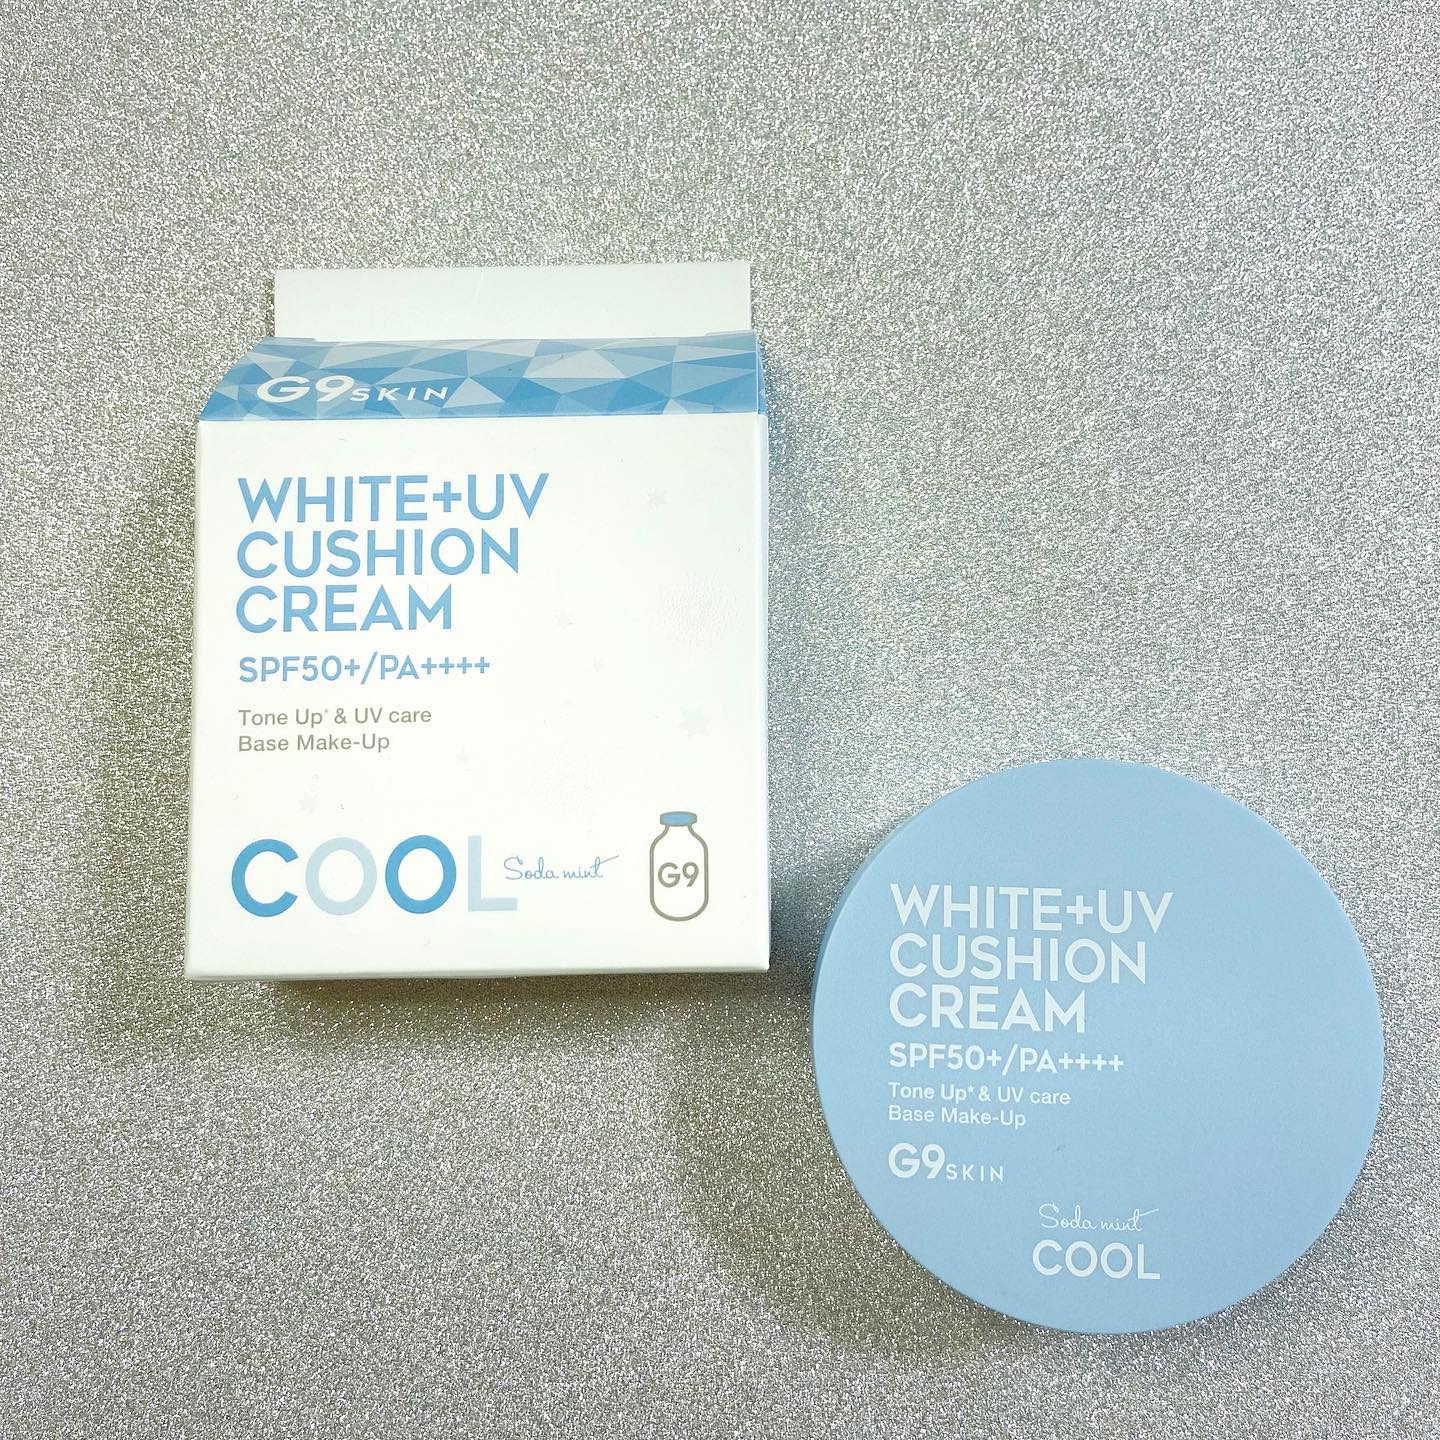 G9SKIN
WHITE+UV
CUSHION
CREAM
SPF50+/PA++++
Tone Up* & UV care
Base Make-Up
COOL Soda mint
G9
WHITE+UV
CUSHION
CREAM
SPF50+/PA++++
Tone Up* & UV care
Base Make-Up
G9SKIN
Soda mint
COOL